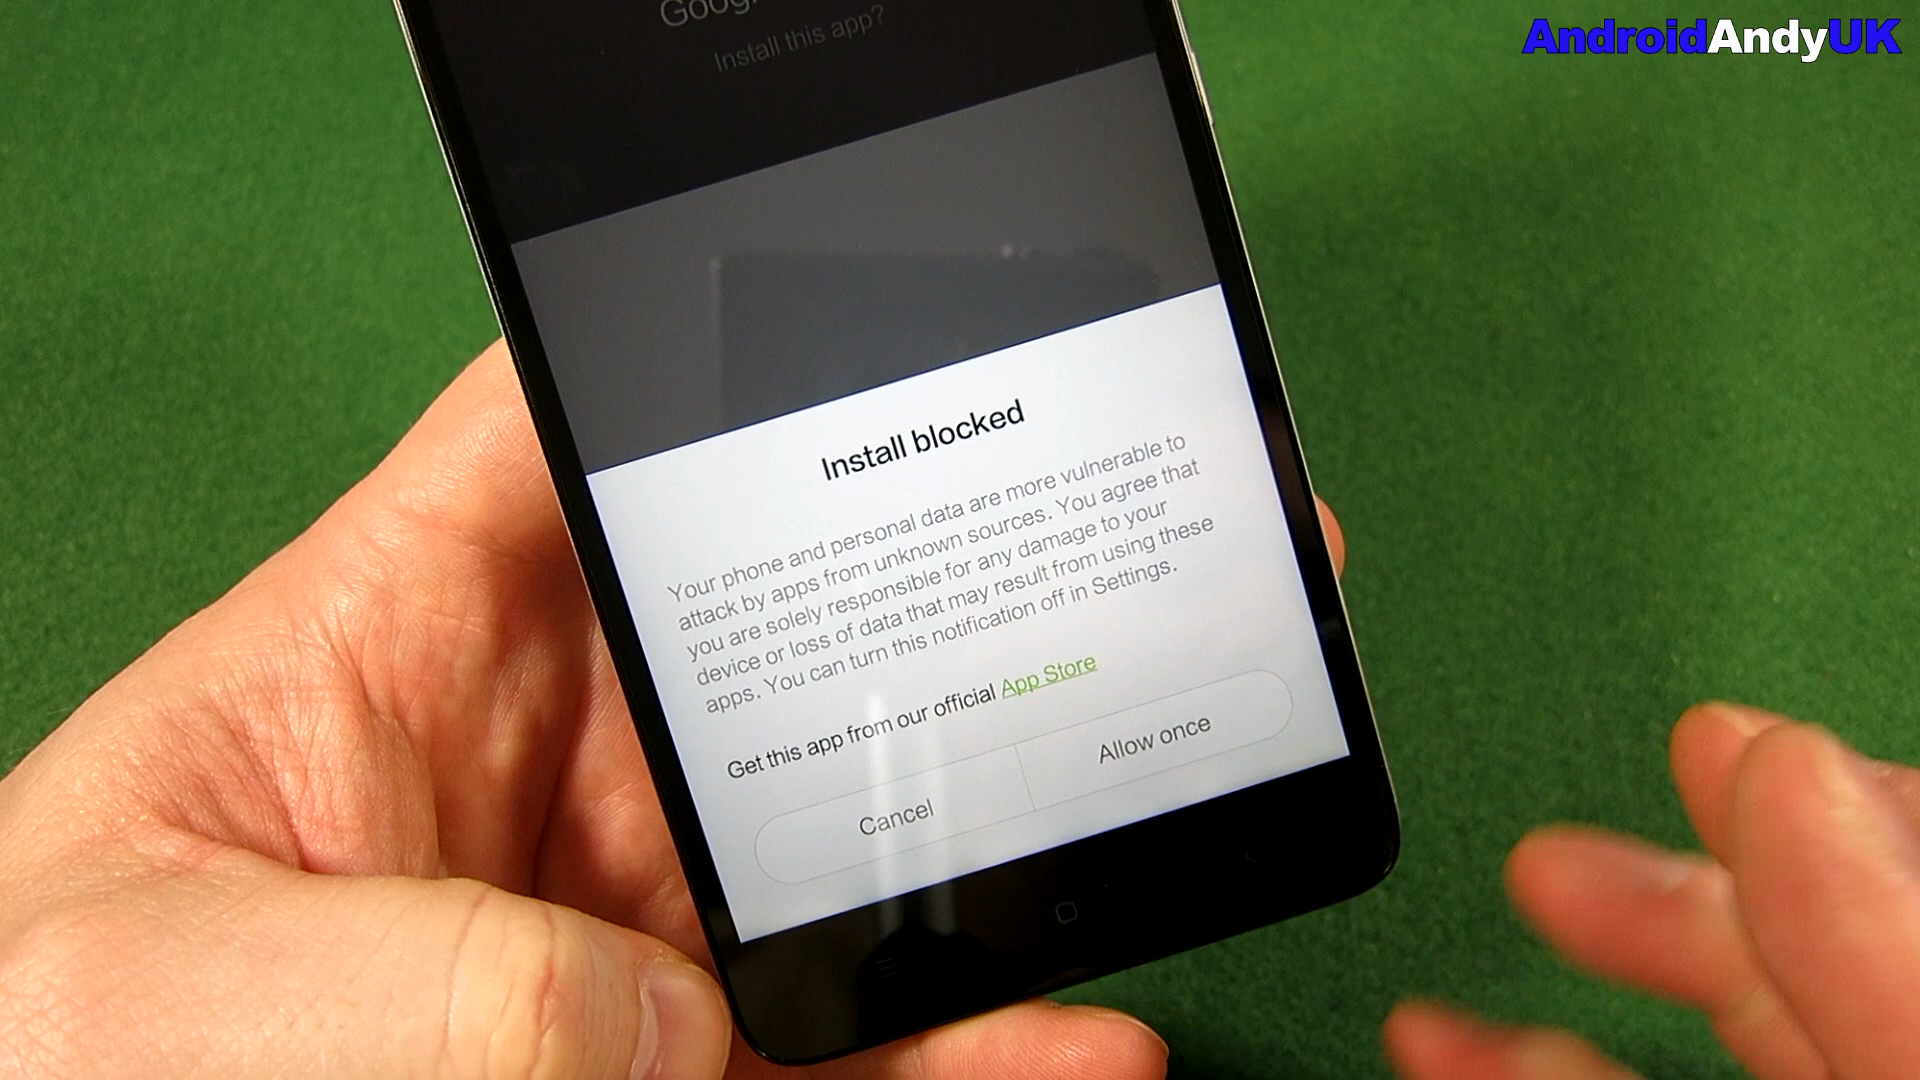 AndroidAndyUK
Install this app?
Install blocked
Your phone and personal data are more vulnerable to
attack by apps from unknown sources. You agree that
you are solely responsible for any damage to your
device or loss of data that may result from using these
apps. You can turn this notification off in Settings.
Get this app from our official App Store
Cancel
Allow once